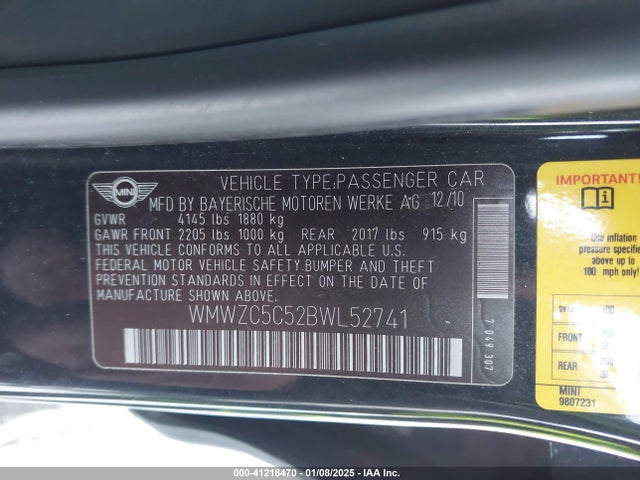 MINI
VEHICLE TYPE:PASSENGER CAR
MFD BY BAYERISCHE MOTOREN WERKE AG 12/10
GVWR 4145 lbs 1880 kg
GAWR FRONT 2205 lbs 1000 kg REAR 2017 lbs 915 kg
THIS VEHICLE CONFORMS TO ALL APPLICABLE U.S.
FEDERAL MOTOR VEHICLE SAFETY.BUMPER AND THEFT
PREVENTION STANDARDS IN EFFECT ON THE DATE OF
MANUFACTURE SHOWN ABOVE.
WMWZC5C52BWL52741
7 049 307
IMPORTANT!
Use inflation
pressure specified
above up to
100 mph only!
100
FRONT
REAR
MINI
9807231
000-41218470 - 01/08/2025 - IAA Inc.